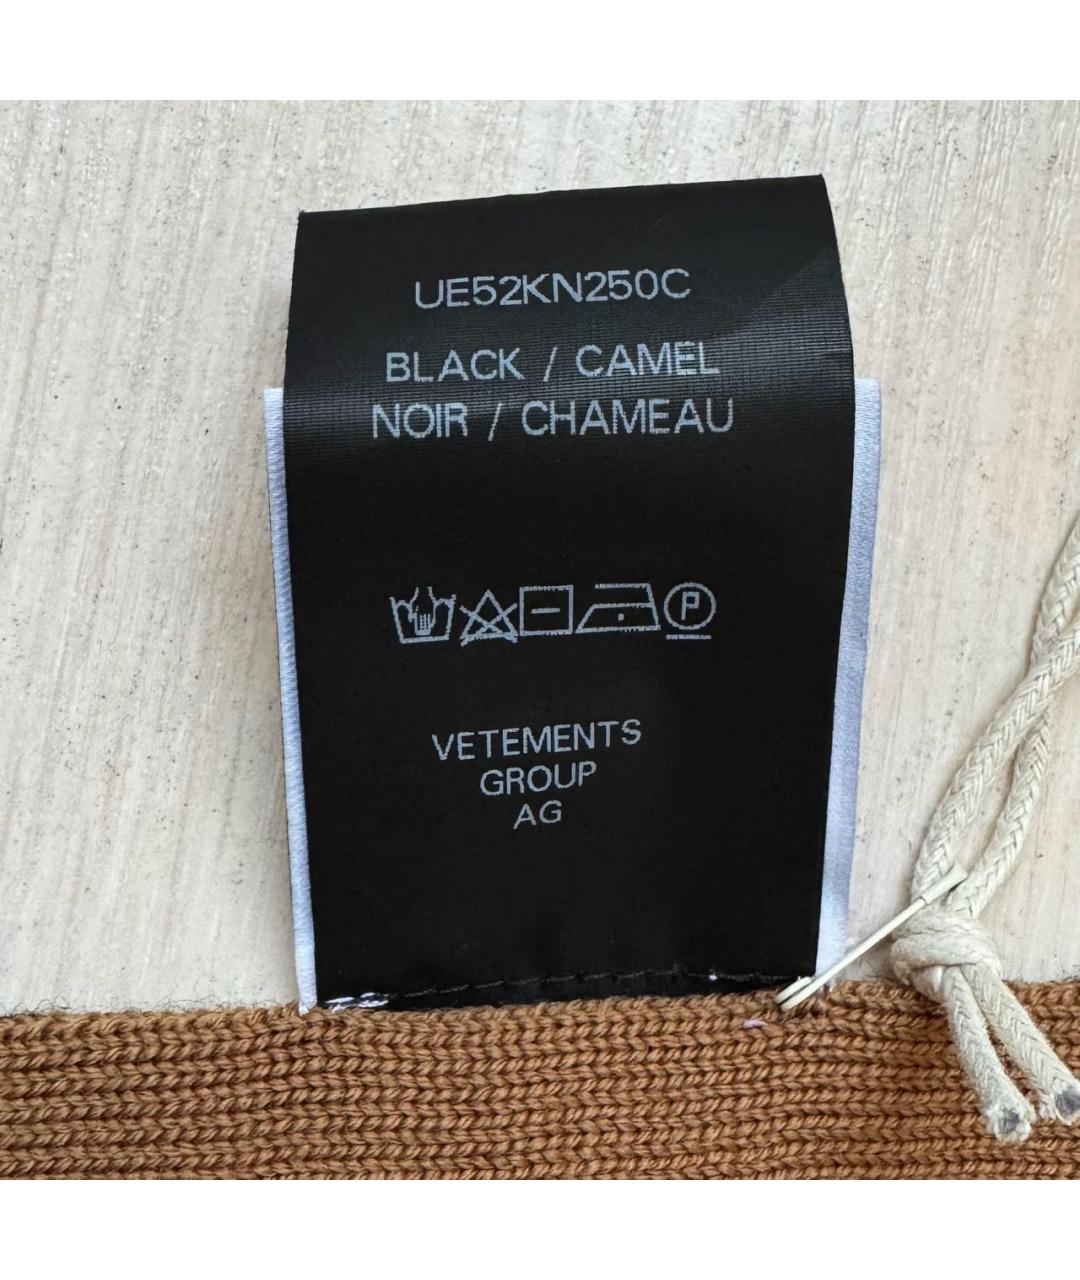 UE52KN250C
BLACK / CAMEL
NOIR / CHAMEAU
P
VETEMENTS
GROUP
AG